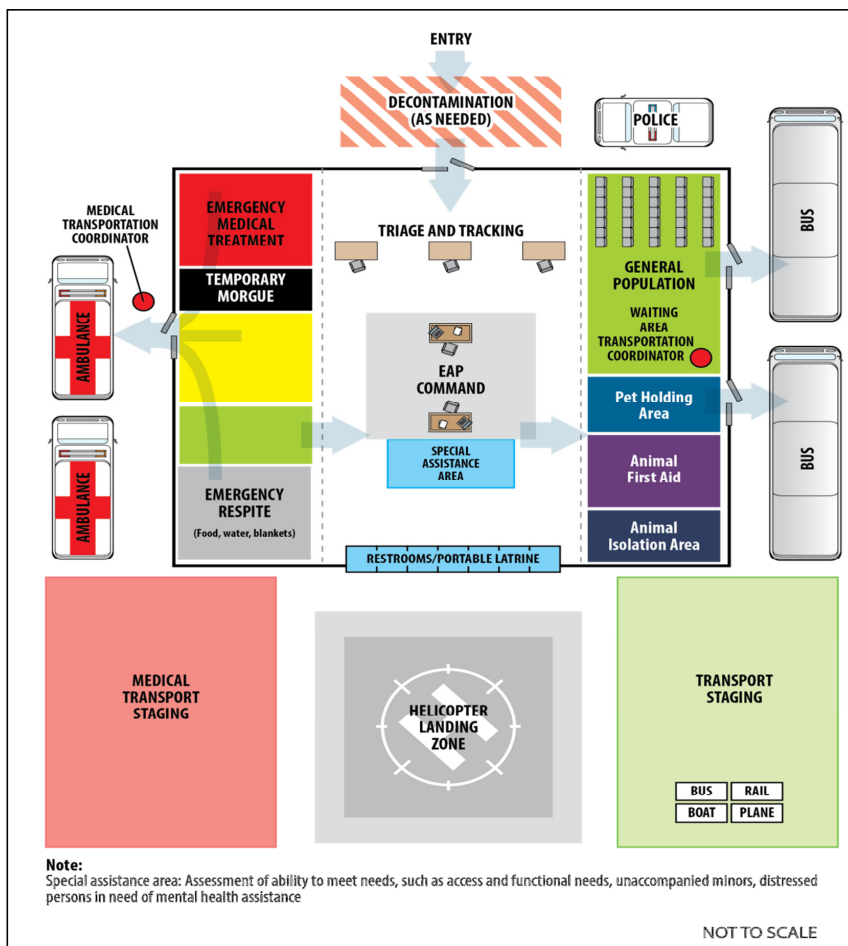 ENTRY
DECONTAMINATION
(AS NEEDED)
POLICE
BUS
MEDICAL
TRANSPORTATION
COORDINATOR
EMERGENCY
MEDICAL
TREATMENT
TRIAGE AND TRACKING
GENERAL
POPULATION
TEMPORARY
MORGUE
AMBULANCE
WAITING
AREA
TRANSPORTATION
COORDINATOR
EAP
COMMAND
Pet Holding
Area
BUS
SPECIAL
ASSISTANCE
AREA
Animal
First Aid
AMBULANCE
EMERGENCY
RESPITE
(Food, water, blankets)
Animal
Isolation Area
RESTROOMS/PORTABLE LATRINE
MEDICAL
TRANSPORT
STAGING
HELICOPTER
LANDING
ZONE
TRANSPORT
STAGING
BUS
RAIL
BOAT
PLANE
Note:
Special assistance area: Assessment of ability to meet needs, such as access and functional needs, unaccompanied minors, distressed
persons in need of mental health assistance
NOT TO SCALE